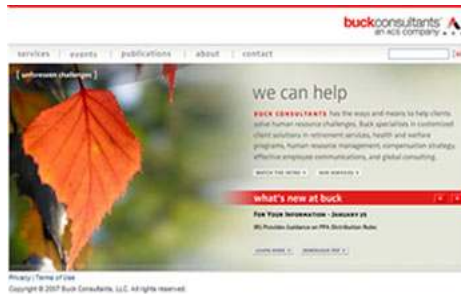 buckconsultants'
an ACS company
services | events | publications | about | contact
[ unforeseen challenges ]
we can help
BUCK CONSULTANTS has the ways and means to help clients
solve human resource challenges. Buck specializes in customized
client solutions in retirement services, health and welfare
programs, human resource management, compensation strategy,
effective employee communications, and global consulting.
WATCH THE INTRO
OUR SERVICES
what's new at buck
FOR YOUR INFORMATION - JANUARY 25
IRS Provides Guidance on PPA Distribution Rules
LEARN MORE
DOWNLOAD PDF
Privacy | Terms of Use
Copyright © 2007 Buck Consultants, LLC. All rights reserved.